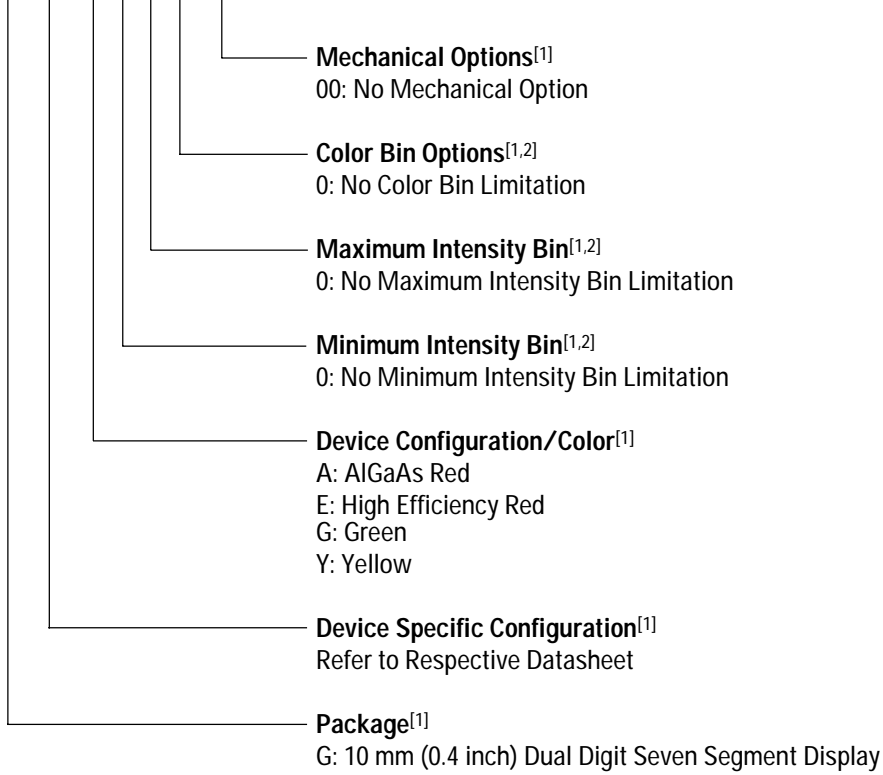 Mechanical Options[1]
00: No Mechanical Option
Color Bin Options[1,2]
0: No Color Bin Limitation
Maximum Intensity Bin[1,2]
0: No Maximum Intensity Bin Limitation
Minimum Intensity Bin[1,2]
0: No Minimum Intensity Bin Limitation
Device Configuration/Color[1]
A: AlGaAs Red
E: High Efficiency Red
G: Green
Y: Yellow
Device Specific Configuration[1]
Refer to Respective Datasheet
Package[1]
G: 10 mm (0.4 inch) Dual Digit Seven Segment Display